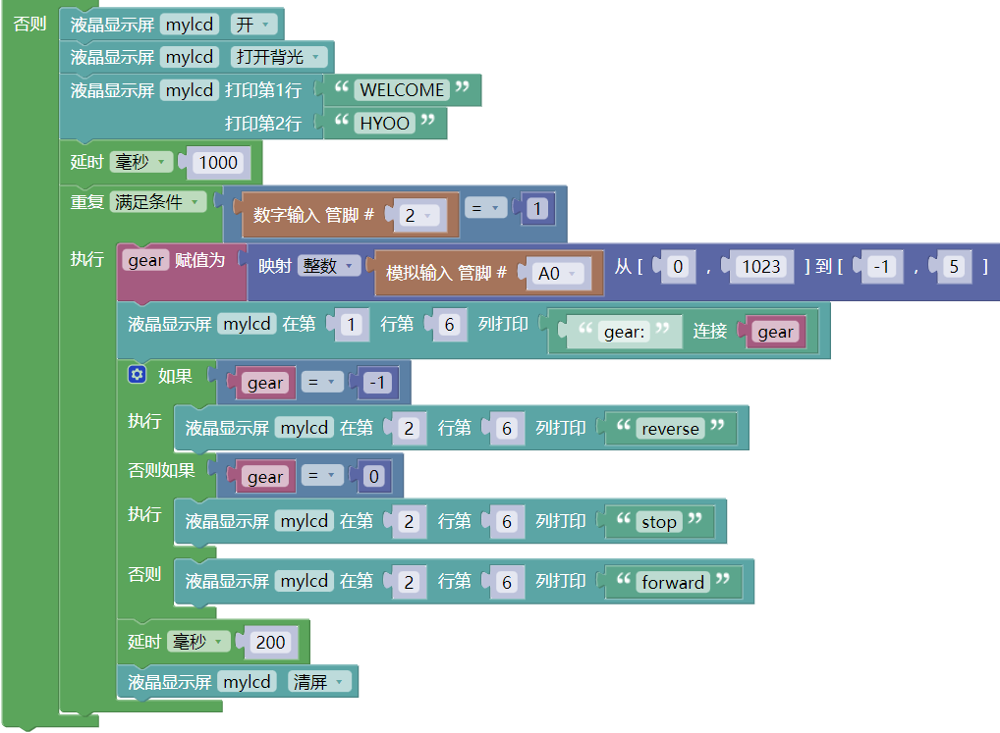 否则 液晶显示屏 mylcd 开
液晶显示屏 mylcd 打开背光
液晶显示屏 mylcd 打印第1行 “ WELCOME ”
打印第2行 “ HYOO ”
延时 毫秒 1000
重复 满足条件 数字输入 管脚 # 2 = 1
执行 gear 赋值为 映射 整数 模拟输入 管脚 # A0 从 [ 0 , 1023 ] 到 [ -1 , 5 ]
液晶显示屏 mylcd 在第 1 行第 6 列打印 “ gear: ” 连接 gear
如果 gear = -1
执行 液晶显示屏 mylcd 在第 2 行第 6 列打印 “ reverse ”
否则如果 gear = 0
执行 液晶显示屏 mylcd 在第 2 行第 6 列打印 “ stop ”
否则 液晶显示屏 mylcd 在第 2 行第 6 列打印 “ forward ”
延时 毫秒 200
液晶显示屏 mylcd 清屏